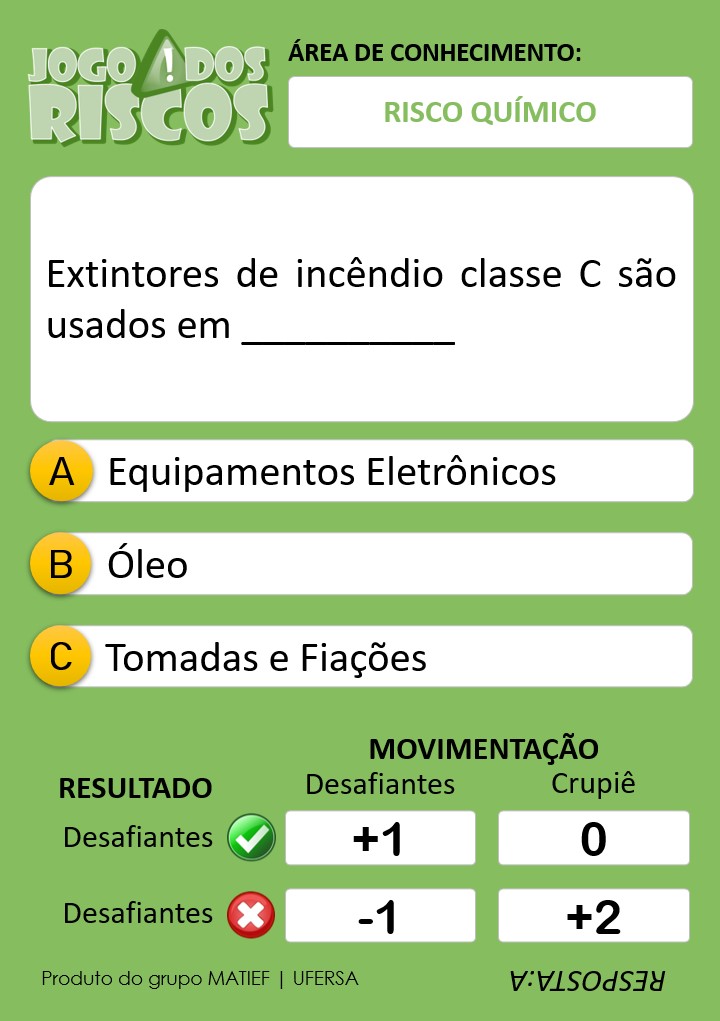 JOGO DOS
RISCOS
ÁREA DE CONHECIMENTO:
RISCO QUÍMICO
Extintores de incêndio classe C são
usados em ___________
A Equipamentos Eletrônicos
B Óleo
C Tomadas e Fiações
MOVIMENTAÇÃO
RESULTADO Desafiantes Crupiê
Desafiantes +1 0
Desafiantes -1 +2
Produto do grupo MATIEF | UFERSA
RESPOSTA:A